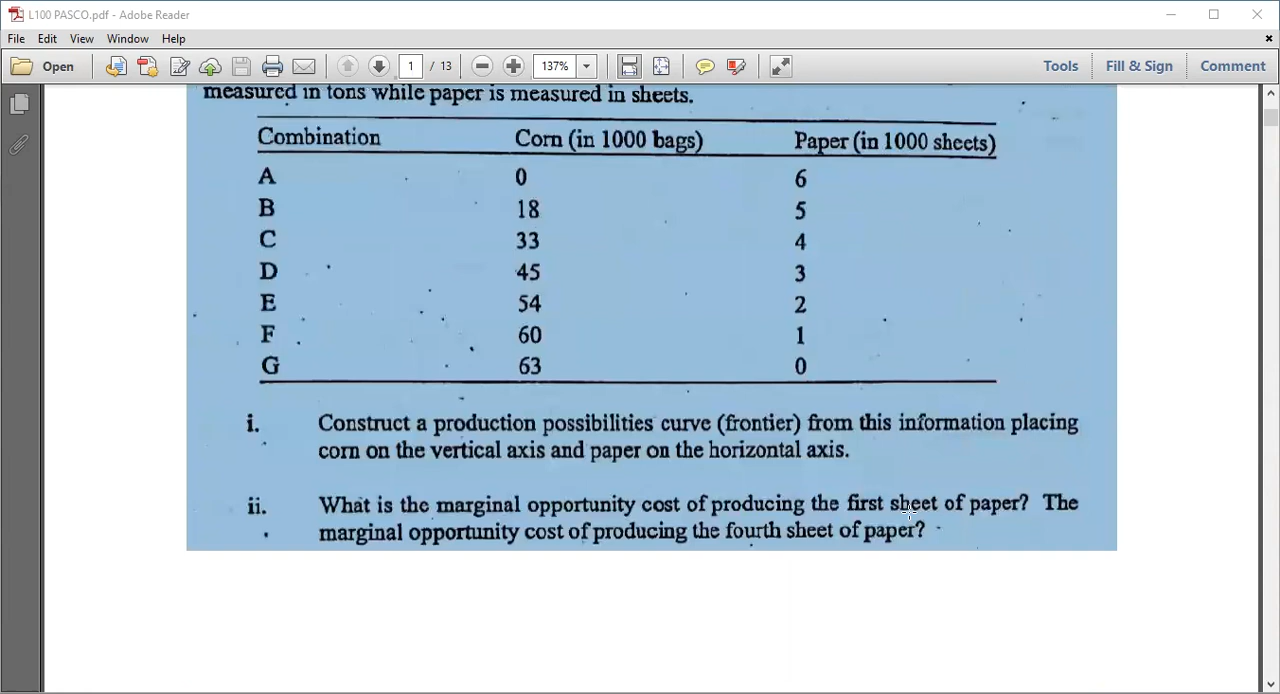 L100 PASCO.pdf - Adobe Reader
File Edit View Window Help
Open 1 / 13 137% Tools Fill & Sign Comment
measured in tons while paper is measured in sheets.
Combination Corn (in 1000 bags) Paper (in 1000 sheets)
A 0 6
B 18 5
C 33 4
D 45 3
E 54 2
F 60 1
G 63 0
i. Construct a production possibilities curve (frontier) from this information placing
corn on the vertical axis and paper on the horizontal axis.
ii. What is the marginal opportunity cost of producing the first sheet of paper? The
marginal opportunity cost of producing the fourth sheet of paper?